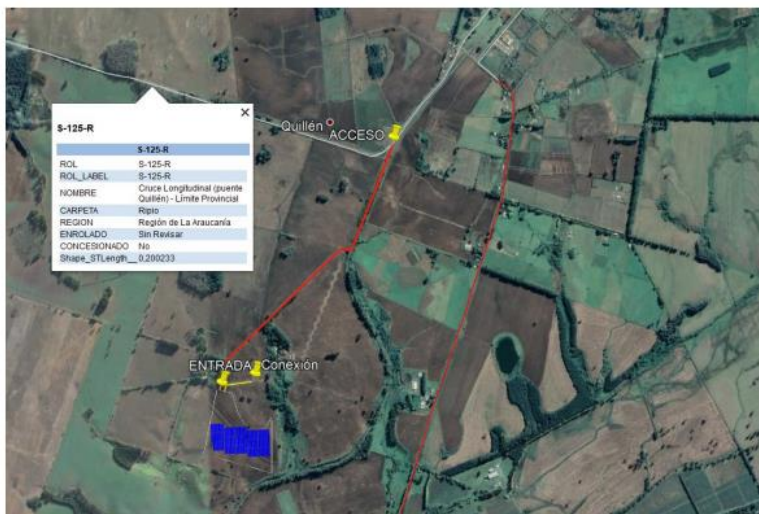 S-125-R
S-125-R
ROL S-125-R
ROL_LABEL S-125-R
NOMBRE Cruce Longitudinal (puente
Quillén) - Límite Provincial
CARPETA Ripio
REGION Región de La Araucanía
ENROLADO Sin Revisar
CONCESIONADO No
Shape_STLength__ 0,200233
Quillén
ACCESO
ENTRADA
Conexión